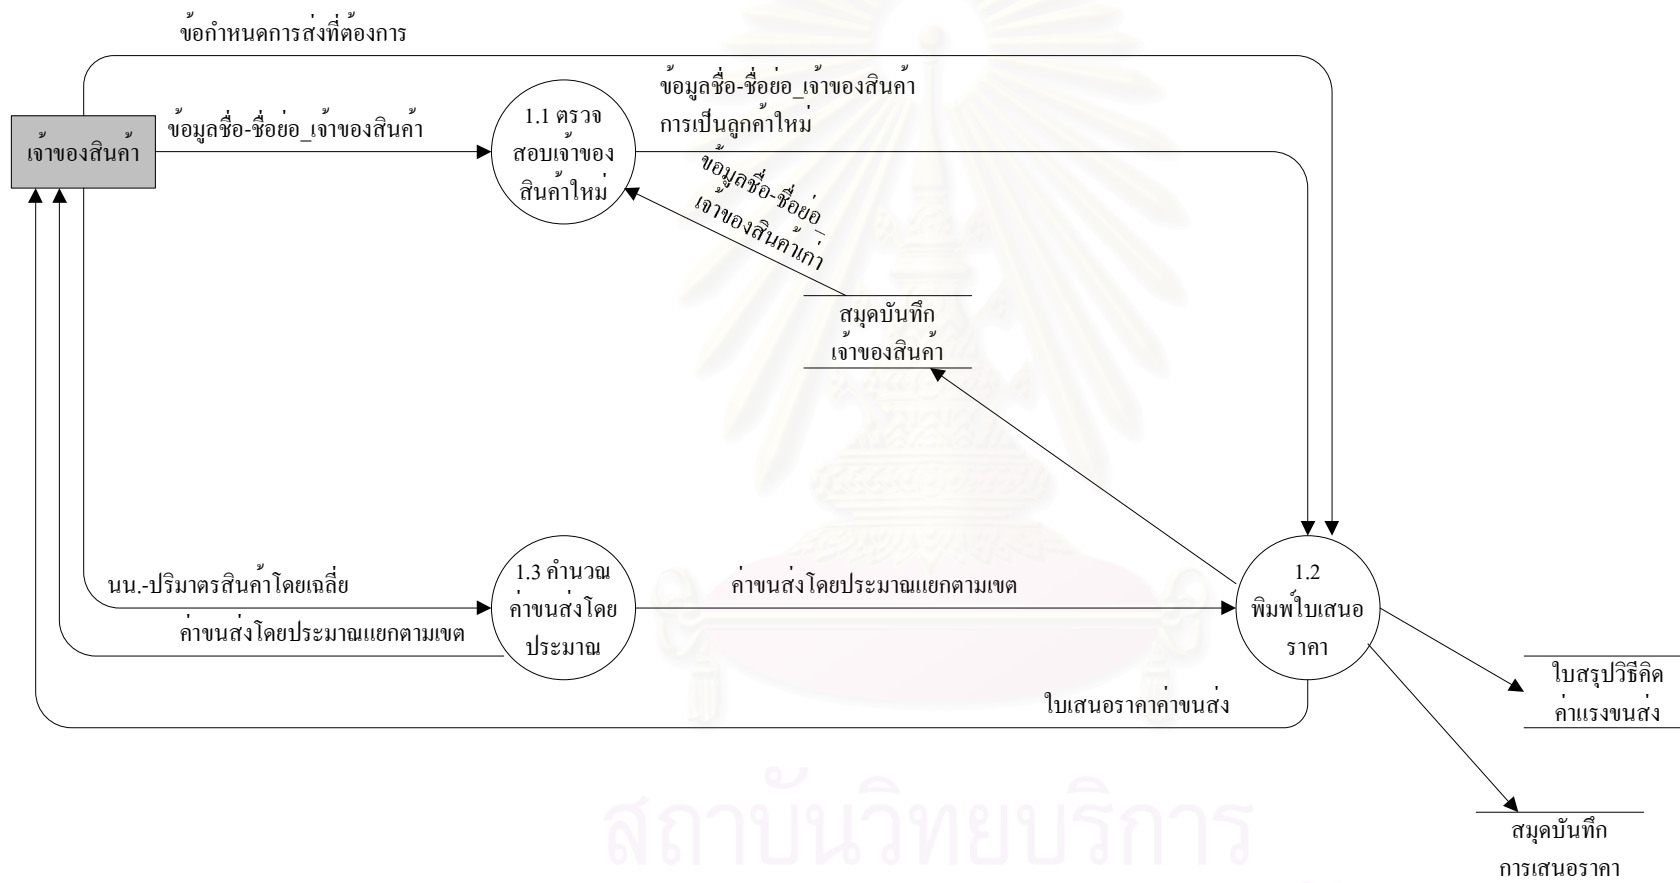 ขอกำหนดการส่งที่ต้องการ
ข้อมูลชื่อ-ชื่อย่อ_เจ้าของสินค้า
การเป็นลูกค้าใหม่
เจ้าของสินค้า
ข้อมูลชื่อ-ชื่อย่อ_เจ้าของสินค้า
1.1 ตรวจ
สอบเจ้าของ
สินค้าใหม่
ข้อมูลชื่อ-ชื่อย่อ_
เจ้าของสินค้าเก่า
สมุดบันทึก
เจ้าของสินค้า
นน.-ปริมาตรสินค้าโดยเฉลี่ย
ค่าขนส่งโดยประมาณแยกตามเขต
1.3 คำนวณ
ค่าขนส่งโดย
ประมาณ
ค่าขนส่งโดยประมาณแยกตามเขต
1.2
พิมพ์ใบเสนอ
ราคา
ใบเสนอราคาค่าขนส่ง
ใบสรุปวิธีคิด
ค่าแรงขนส่ง
สมุดบันทึก
การเสนอราคา
สถาบันวิทยบริการ